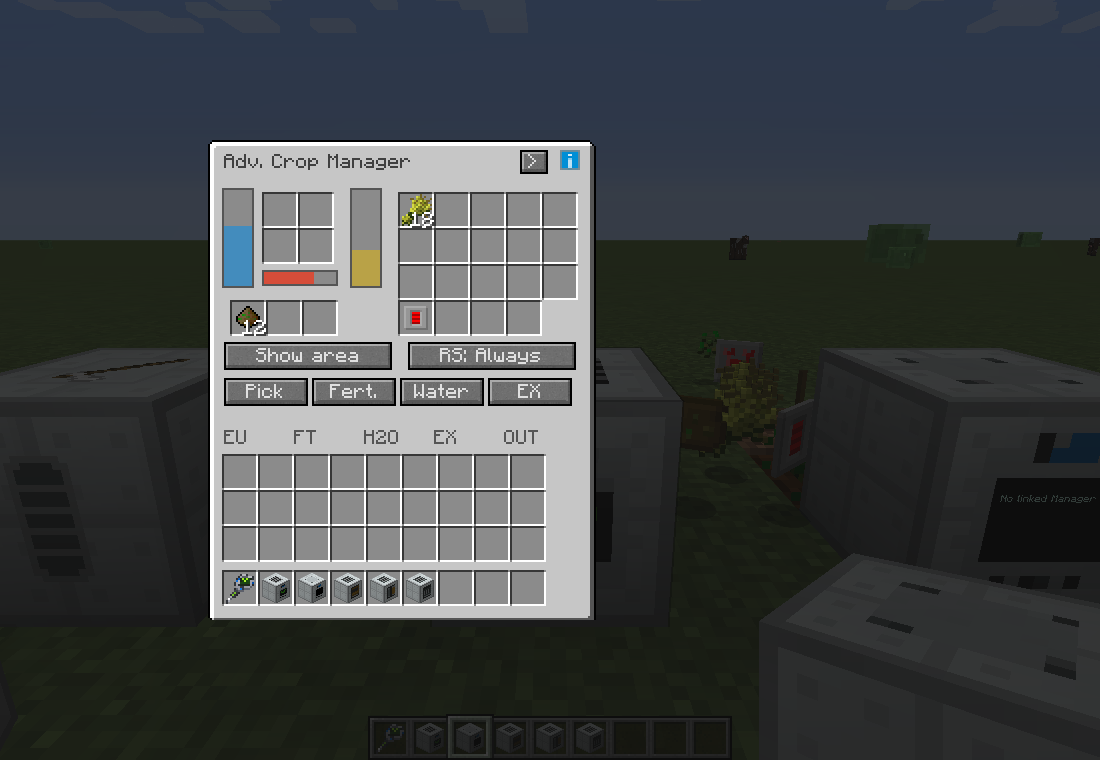 Adv. Crop Manager > i
18
12
Show area RS: Always
Pick Fert. Water EX
EU FT H2O EX OUT
No linked Manager